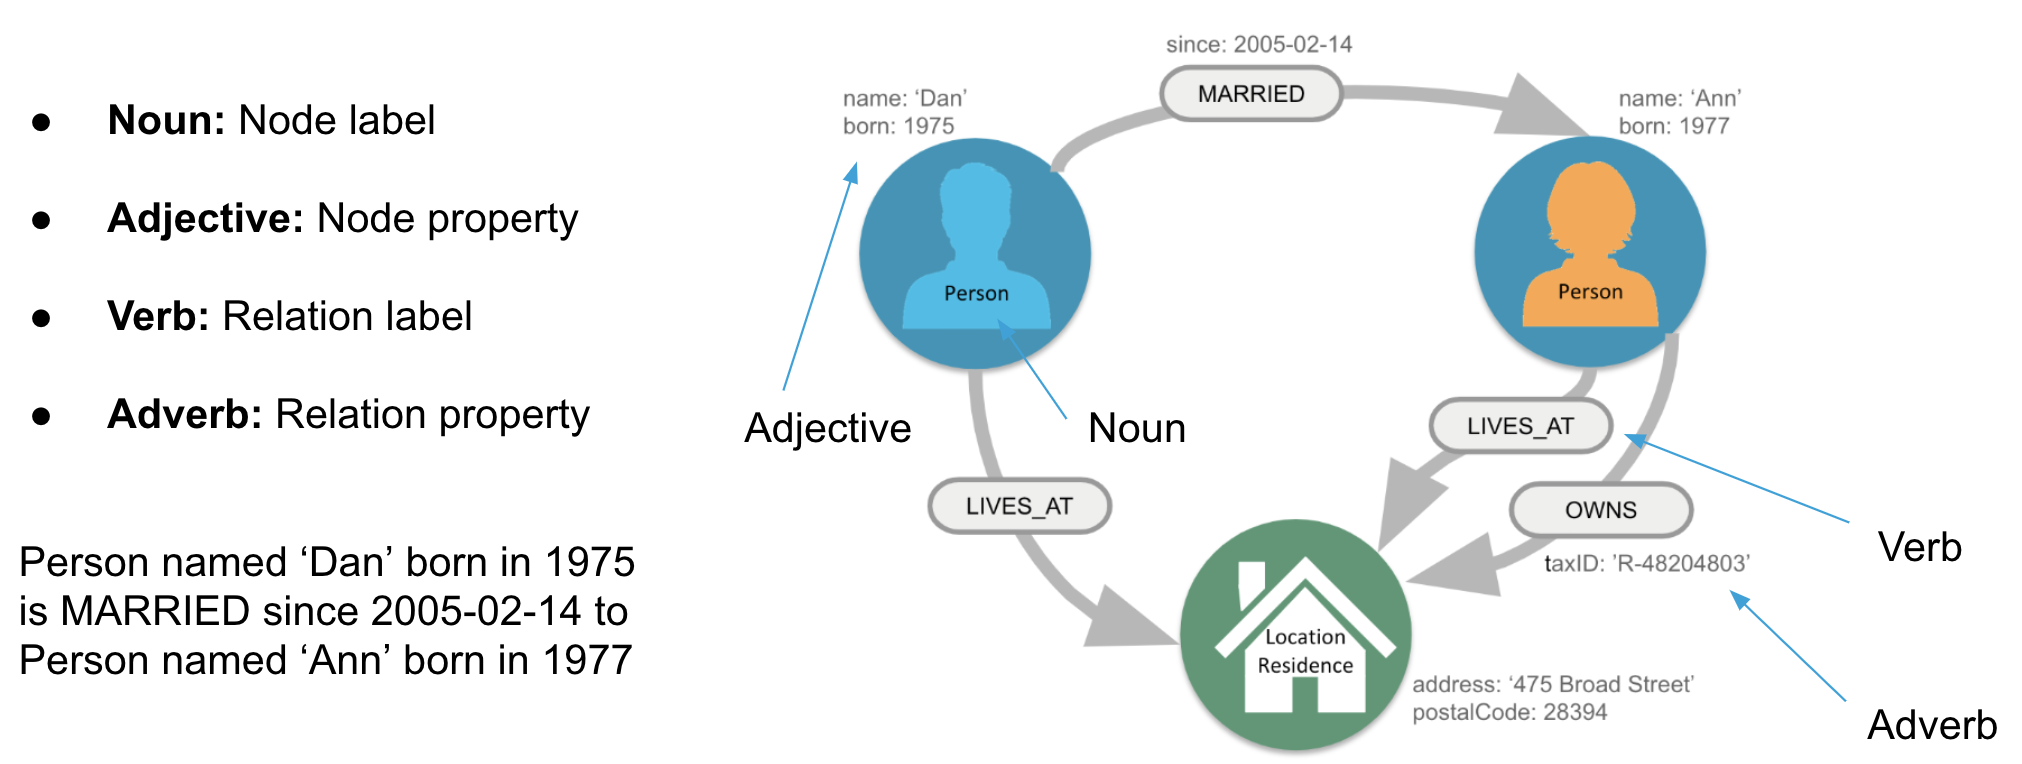 ● Noun: Node label
● Adjective: Node property
● Verb: Relation label
● Adverb: Relation property
Person named ‘Dan’ born in 1975
is MARRIED since 2005-02-14 to
Person named ‘Ann’ born in 1977
since: 2005-02-14
MARRIED
name: ‘Dan’
born: 1975
name: ‘Ann’
born: 1977
Person
Person
Adjective
Noun
LIVES_AT
LIVES_AT
OWNS
taxID: ’R-48204803’
Verb
Location
Residence
address: ‘475 Broad Street’
postalCode: 28394
Adverb